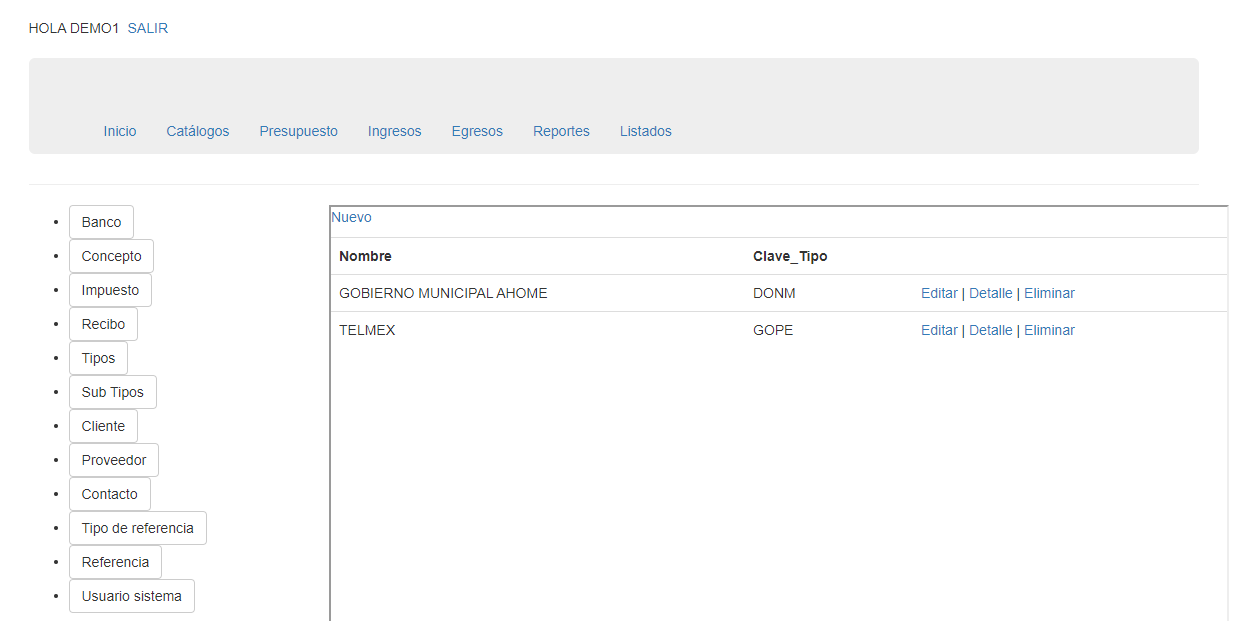 HOLA DEMO1 SALIR
Inicio Catálogos Presupuesto Ingresos Egresos Reportes Listados
Banco
Concepto
Impuesto
Recibo
Tipos
Sub Tipos
Cliente
Proveedor
Contacto
Tipo de referencia
Referencia
Usuario sistema
Nuevo
Nombre Clave_Tipo
GOBIERNO MUNICIPAL AHOME DONM Editar | Detalle | Eliminar
TELMEX GOPE Editar | Detalle | Eliminar